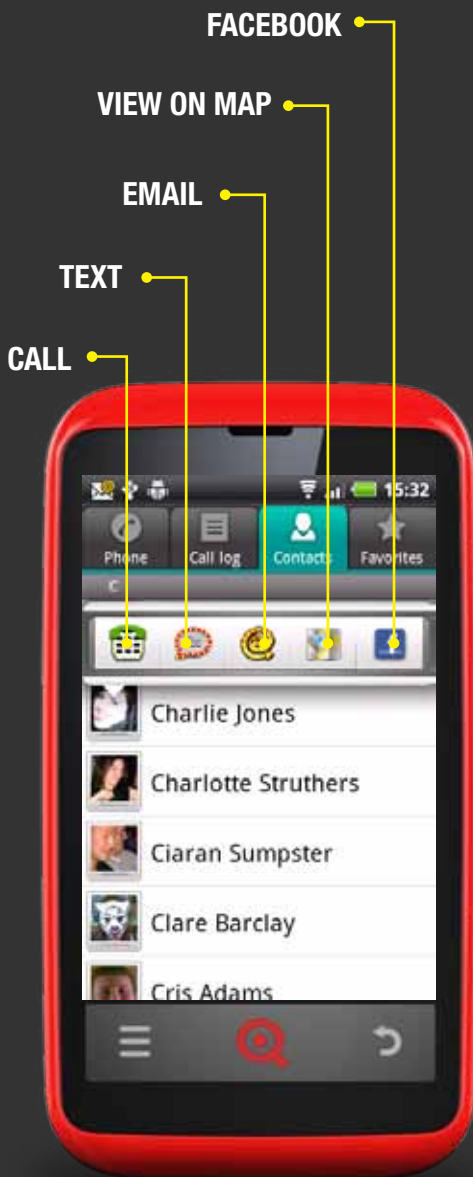 FACEBOOK
VIEW ON MAP
EMAIL
TEXT
CALL
15:32
Phone
Call log
Contacts
Favorites
C
Charlie Jones
Charlotte Struthers
Ciaran Sumpster
Clare Barclay
Cris Adams